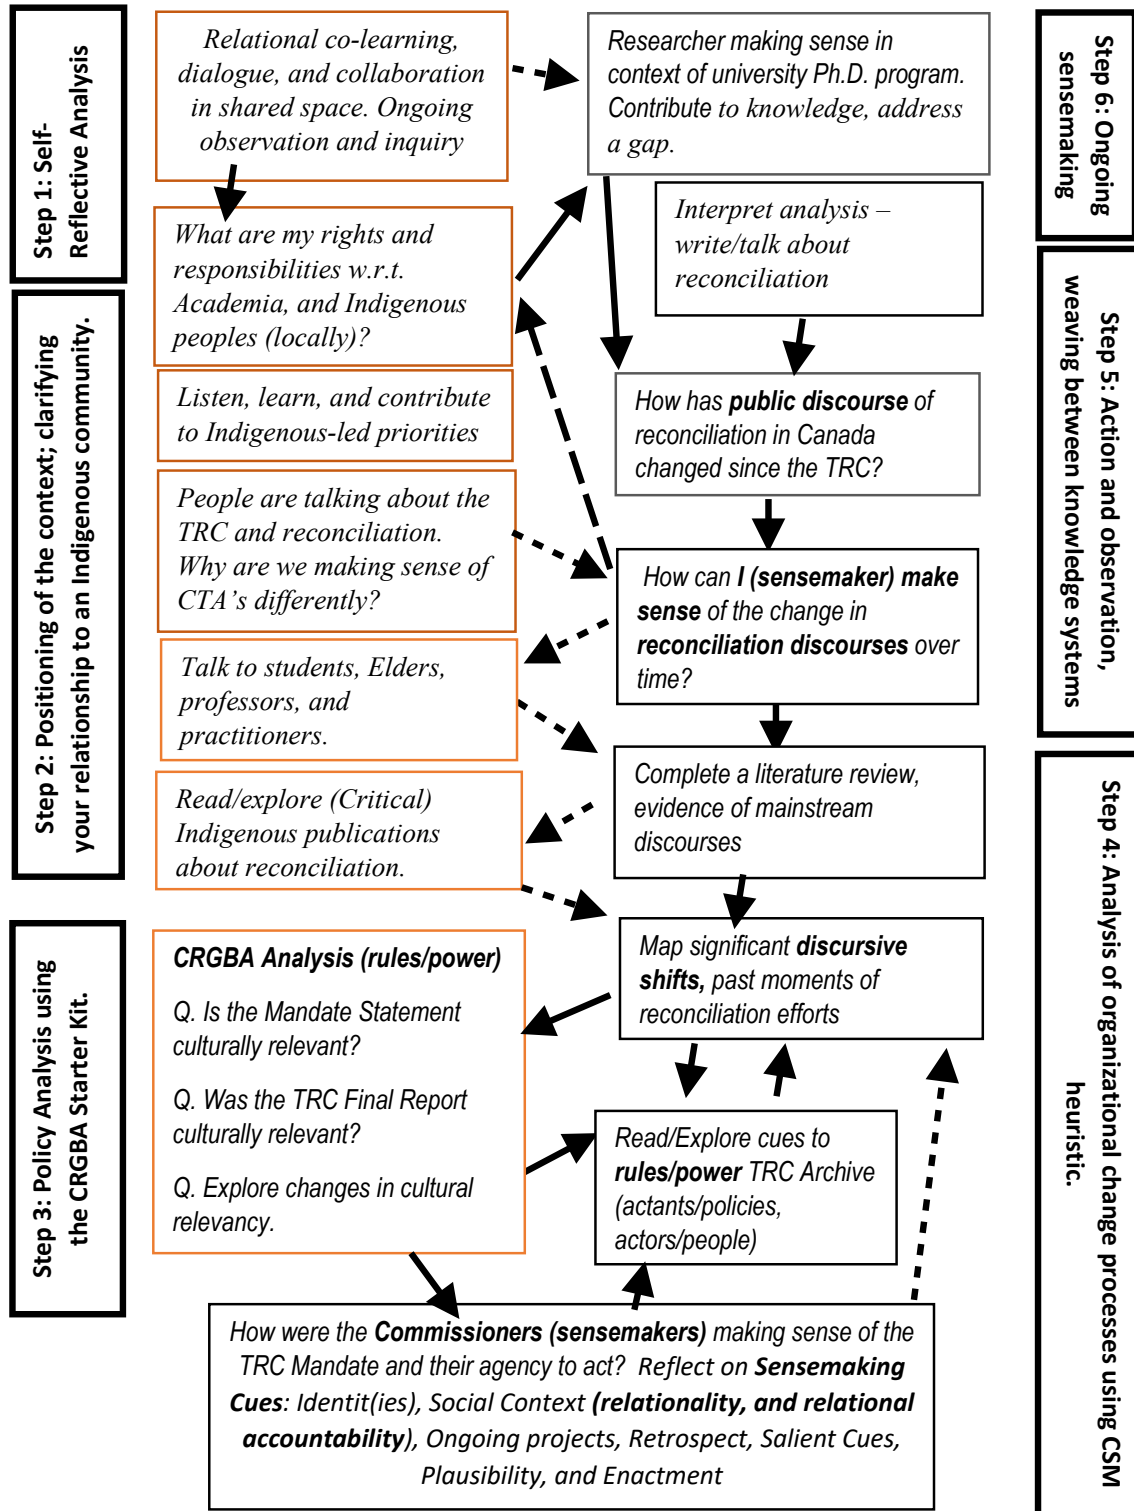 Step 1: Self-
Reflective Analysis
Step 2: Positioning of the context; clarifying
your relationship to an Indigenous community.
Step 3: Policy Analysis using
the CRGBA Starter Kit.
Relational co-learning,
dialogue, and collaboration
in shared space. Ongoing
observation and inquiry
What are my rights and
responsibilities w.r.t.
Academia, and Indigenous
peoples (locally)?
Listen, learn, and contribute
to Indigenous-led priorities
People are talking about the
TRC and reconciliation.
Why are we making sense of
CTA's differently?
Talk to students, Elders,
professors, and
practitioners.
Read/explore (Critical)
Indigenous publications
about reconciliation.
CRGBA Analysis (rules/power)
Q. Is the Mandate Statement
culturally relevant?
Q. Was the TRC Final Report
culturally relevant?
Q. Explore changes in cultural
relevancy.
Researcher making sense in
context of university Ph.D. program.
Contribute to knowledge, address
a gap.
Interpret analysis –
write/talk about
reconciliation
How has public discourse of
reconciliation in Canada
changed since the TRC?
How can I (sensemaker) make
sense of the change in
reconciliation discourses over
time?
Complete a literature review,
evidence of mainstream
discourses
Map significant discursive
shifts, past moments of
reconciliation efforts
Read/Explore cues to
rules/power TRC Archive
(actants/policies,
actors/people)
How were the Commissioners (sensemakers) making sense of the
TRC Mandate and their agency to act? Reflect on Sensemaking
Cues: Identit(ies), Social Context (relationality, and relational
accountability), Ongoing projects, Retrospect, Salient Cues,
Plausibility, and Enactment
Step 6: Ongoing
sensemaking
Step 5: Action and observation,
weaving between knowledge systems
Step 4: Analysis of organizational change processes using CSM
heuristic.